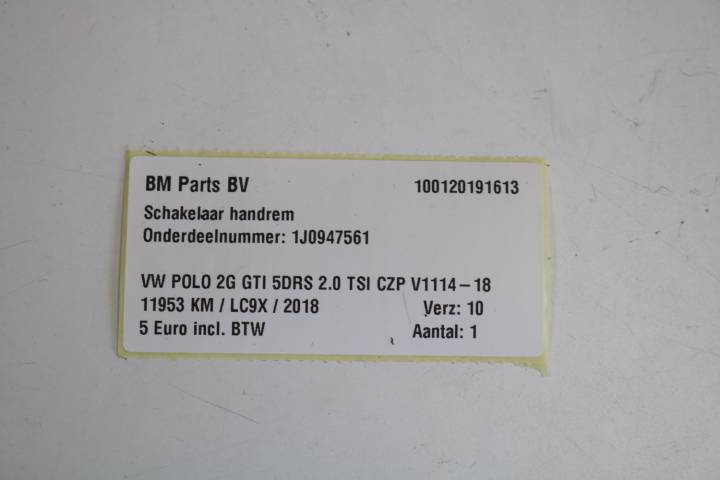 BM Parts BV 100120191613
Schakelaar handrem
Onderdeelnummer: 1J0947561
VW POLO 2G GTI 5DRS 2.0 TSI CZP V1114-18
11953 KM / LC9X / 2018 Verz: 10
5 Euro incl. BTW Aantal: 1